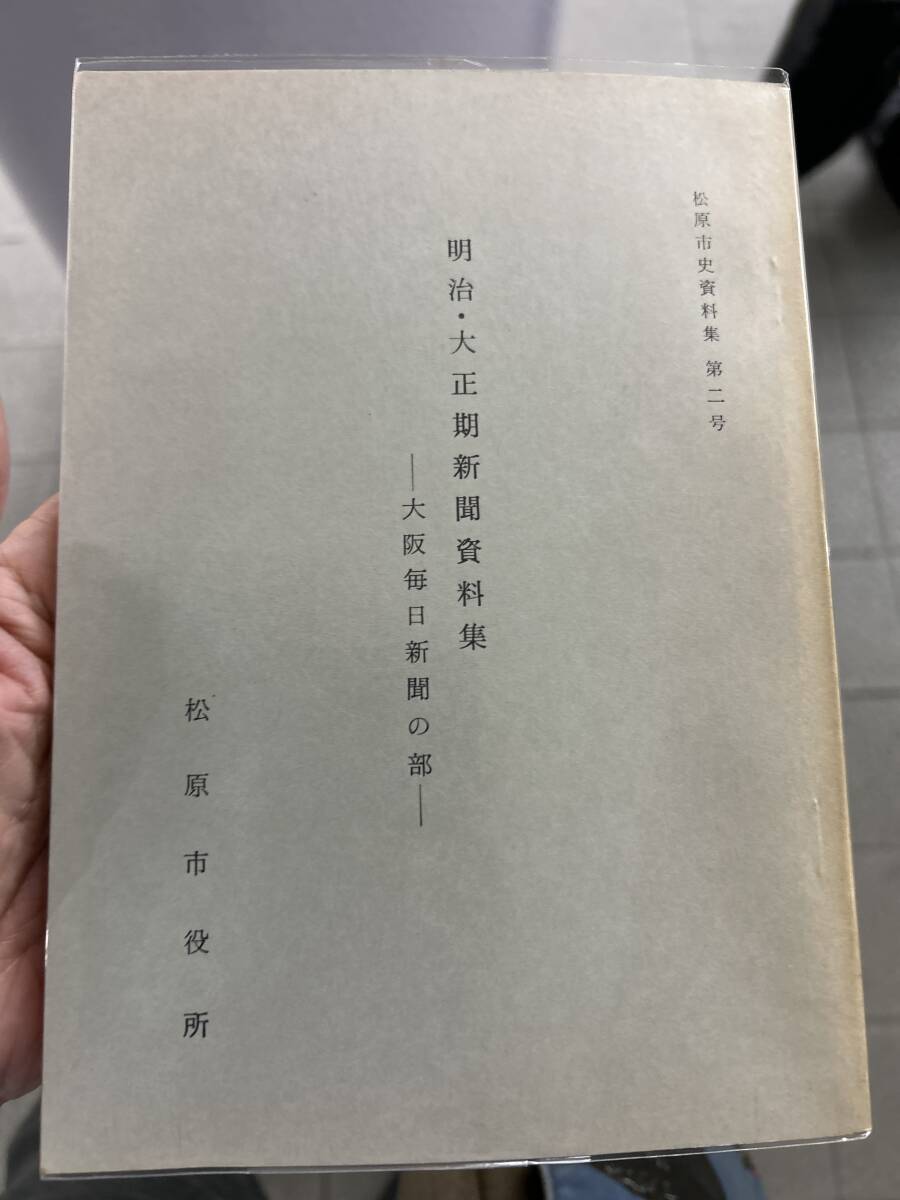 松原市史資料集 第二号
明治・大正期新聞資料集
―大阪毎日新聞の部―
松原市役所